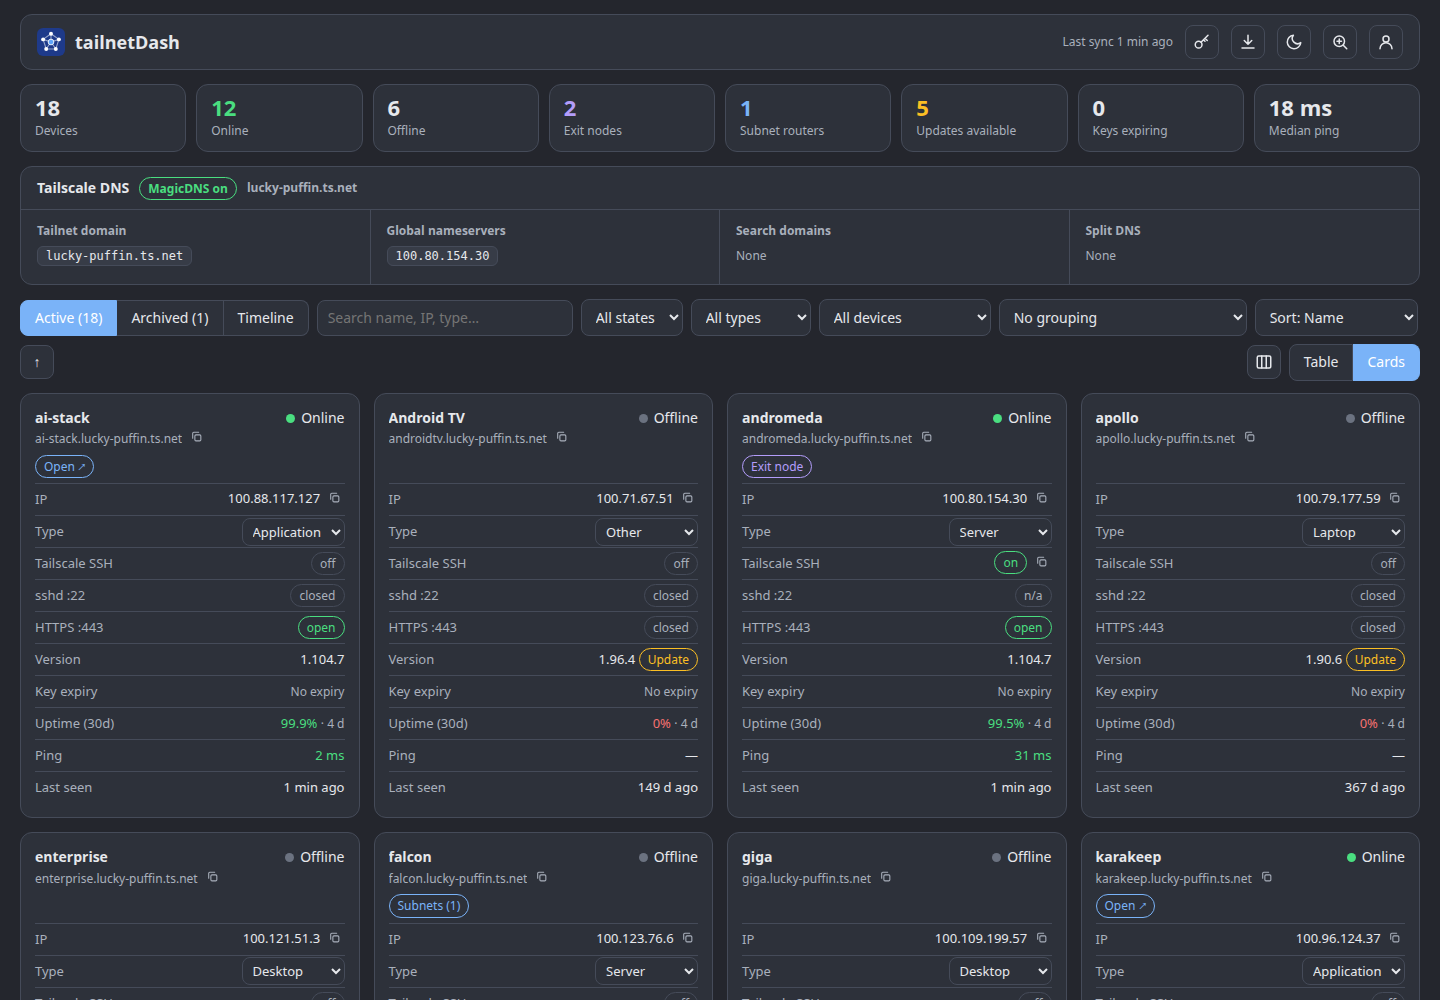 tailnetDash
Last sync 1 min ago
18 12 6 2 1 5 0 18 ms
Devices Online Offline Exit nodes Subnet routers Updates available Keys expiring Median ping
Tailscale DNS MagicDNS on lucky-puffin.ts.net
Tailnet domain Global nameservers Search domains Split DNS
lucky-puffin.ts.net 100.80.154.30 None None
Active (18) Archived (1) Timeline Search name, IP, type... All states All types All devices No grouping Sort: Name
↑ Table Cards
ai-stack Online Android TV Offline andromeda Online apollo Offline
ai-stack.lucky-puffin.ts.net androidtv.lucky-puffin.ts.net andromeda.lucky-puffin.ts.net apollo.lucky-puffin.ts.net
Open ↗ Exit node
IP 100.88.117.127 IP 100.71.67.51 IP 100.80.154.30 IP 100.79.177.59
Type Application Type Other Type Server Type Laptop
Tailscale SSH off Tailscale SSH off Tailscale SSH on Tailscale SSH off
sshd :22 closed sshd :22 closed sshd :22 n/a sshd :22 closed
HTTPS :443 open HTTPS :443 closed HTTPS :443 open HTTPS :443 closed
Version 1.104.7 Version 1.96.4 Update Version 1.104.7 Version 1.90.6 Update
Key expiry No expiry Key expiry No expiry Key expiry No expiry Key expiry No expiry
Uptime (30d) 99.9% · 4 d Uptime (30d) 0% · 4 d Uptime (30d) 99.5% · 4 d Uptime (30d) 0% · 4 d
Ping 2 ms Ping — Ping 31 ms Ping —
Last seen 1 min ago Last seen 149 d ago Last seen 1 min ago Last seen 367 d ago
enterprise Offline falcon Offline giga Offline karakeep Online
enterprise.lucky-puffin.ts.net falcon.lucky-puffin.ts.net giga.lucky-puffin.ts.net karakeep.lucky-puffin.ts.net
Subnets (1) Open ↗
IP 100.121.51.3 IP 100.123.76.6 IP 100.109.199.57 IP 100.96.124.37
Type Desktop Type Server Type Desktop Type Application